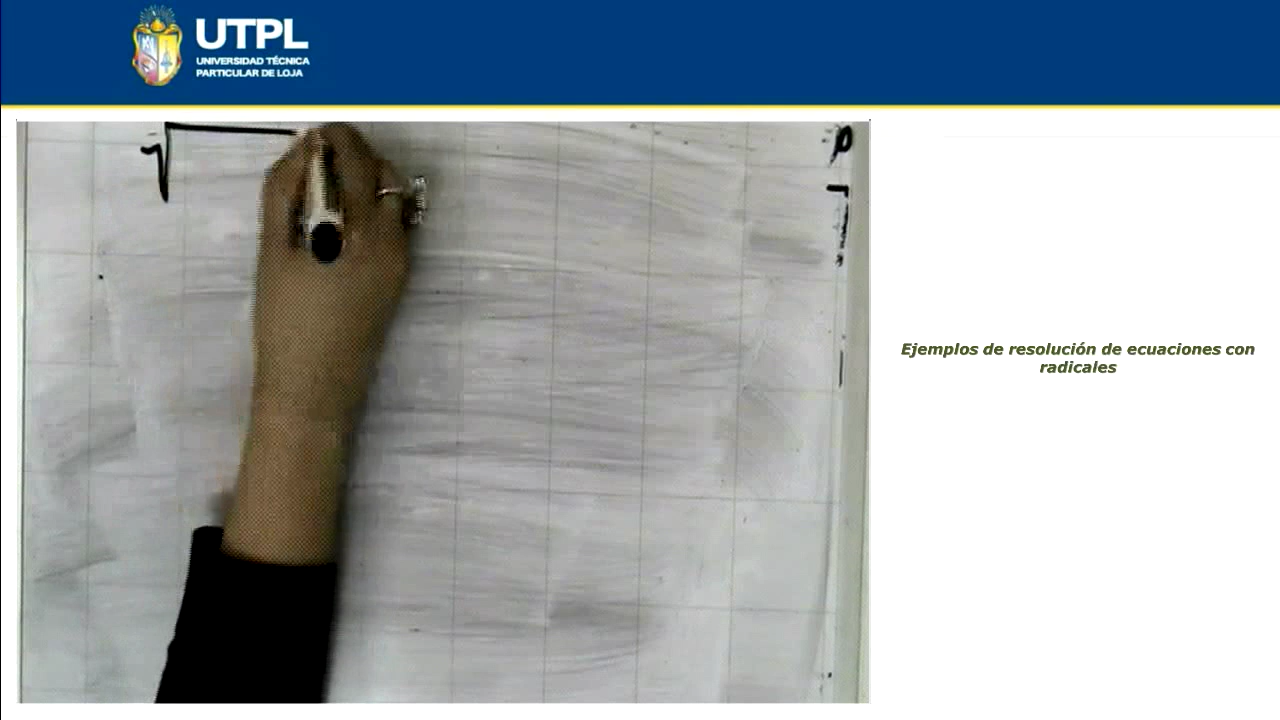 UTPL
UNIVERSIDAD TÉCNICA
PARTICULAR DE LOJA
√
Ejemplos de resolución de ecuaciones con
radicales